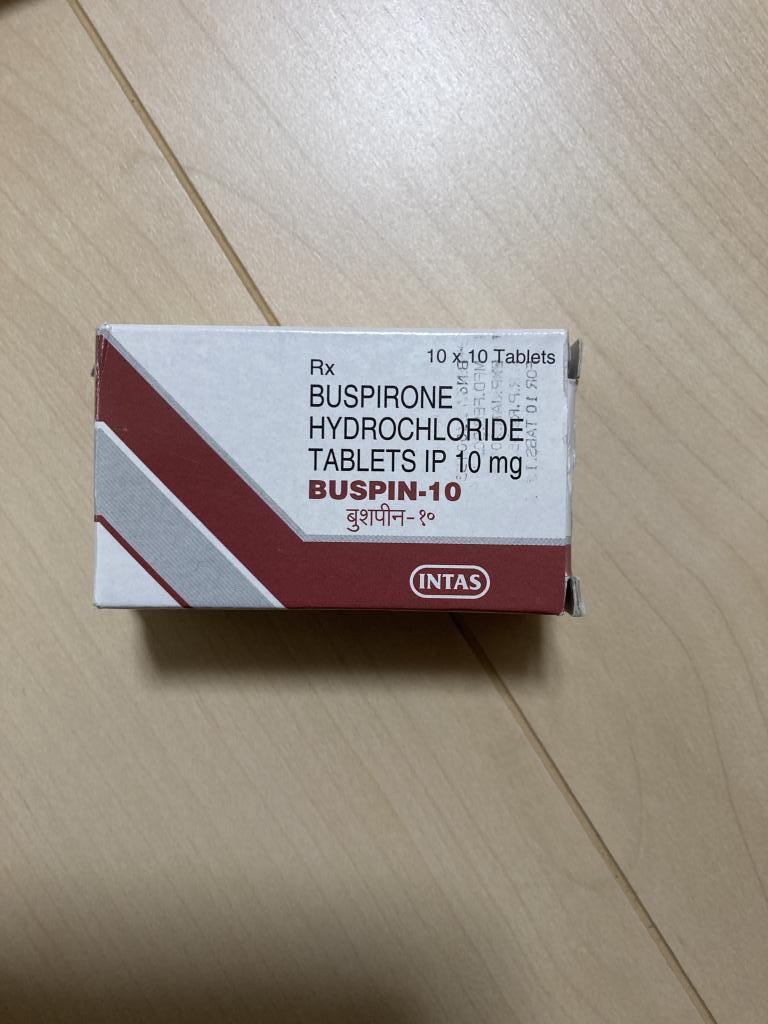 10 x 10 Tablets
Rx
BUSPIRONE
HYDROCHLORIDE
TABLETS IP 10 mg
BUSPIN-10
बुशपीन-१०
INTAS